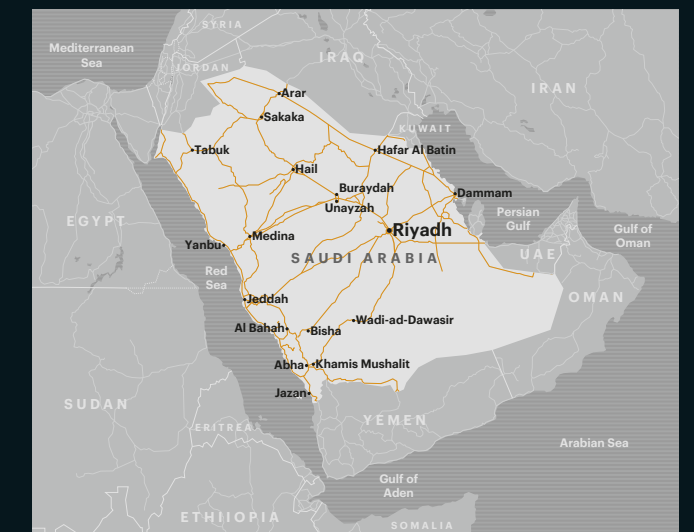 SYRIA
Mediterranean
Sea
IRAQ
JORDAN
IRAN
Arar
Sakaka
KUWAIT
Tabuk
Hafar Al Batin
Hail
Buraydah
Dammam
Unayzah
Persian
Gulf
EGYPT
Riyadh
Gulf of
Oman
Medina
Yanbu
SAUDI ARABIA
UAE
Red
Sea
OMAN
Jeddah
Wadi-ad-Dawasir
Al Bahah
Bisha
Abha
Khamis Mushalit
Jazan
SUDAN
YEMEN
ERITREA
Arabian Sea
Gulf of
Aden
ETHIIOPIA
SOMALIA